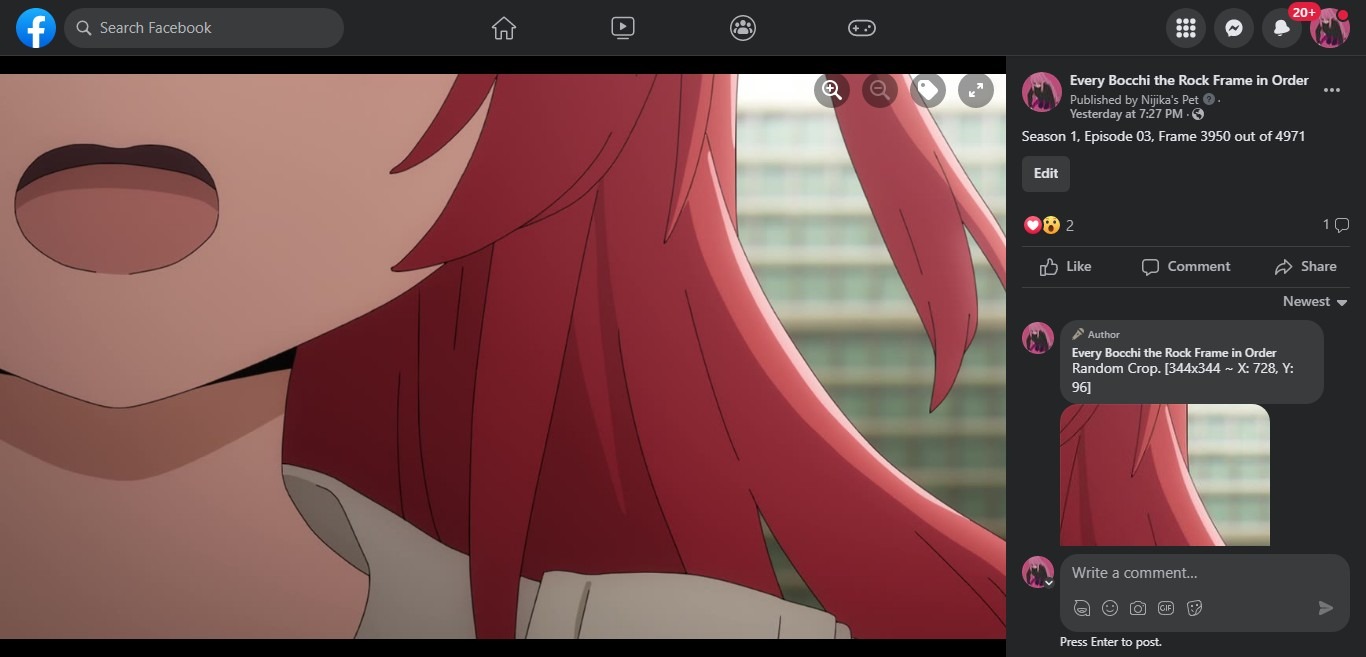 Search Facebook
20+
Every Bocchi the Rock Frame in Order
Published by Nijika's Pet ·
Yesterday at 7:27 PM ·
Season 1, Episode 03, Frame 3950 out of 4971
Edit
2
1
Like
Comment
Share
Newest
Author
Every Bocchi the Rock Frame in Order
Random Crop. [344x344 ~ X: 728, Y:
96]
Write a comment...
GIF
Press Enter to post.